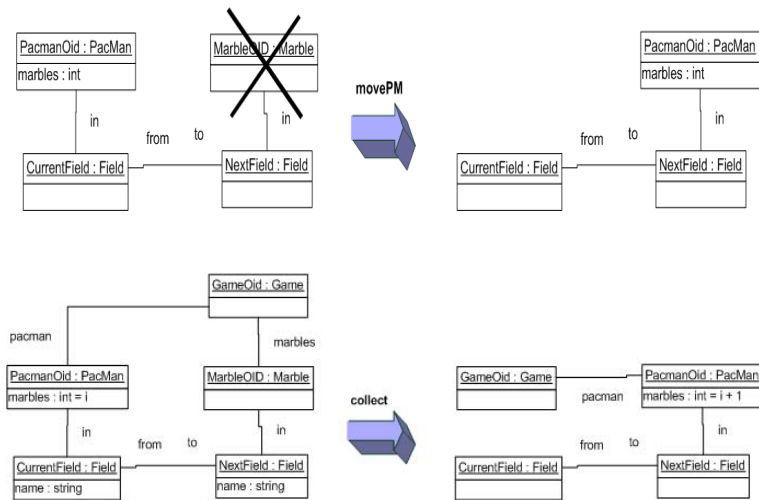 PacmanOid : PacMan
marbles : int
MarbleOID : Marble
in
in
from
to
CurrentField : Field
NextField : Field
movePM
PacmanOid : PacMan
marbles : int
in
from
to
CurrentField : Field
NextField : Field
GameOid : Game
pacman
marbles
PacmanOid : PacMan
marbles : int = i
MarbleOID : Marble
in
in
from
to
CurrentField : Field
name : string
NextField : Field
name : string
collect
GameOid : Game
pacman
PacmanOid : PacMan
marbles : int = i + 1
in
from
to
CurrentField : Field
NextField : Field